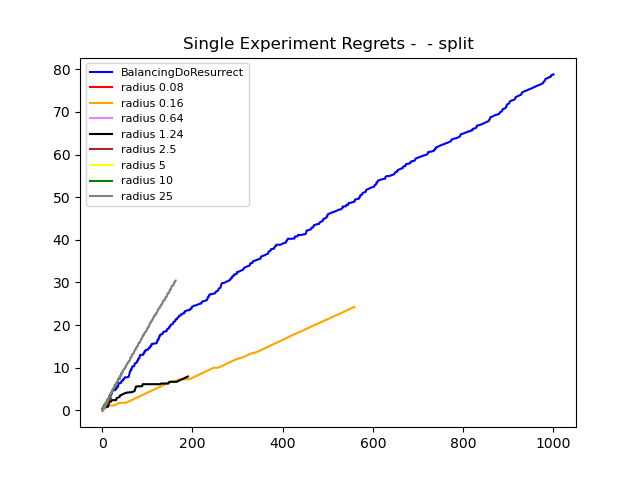 Single Experiment Regrets -  - split
BalancingDoResurrect
radius 0.08
radius 0.16
radius 0.64
radius 1.24
radius 2.5
radius 5
radius 10
radius 25
80
70
60
50
40
30
20
10
0
0 200 400 600 800 1000